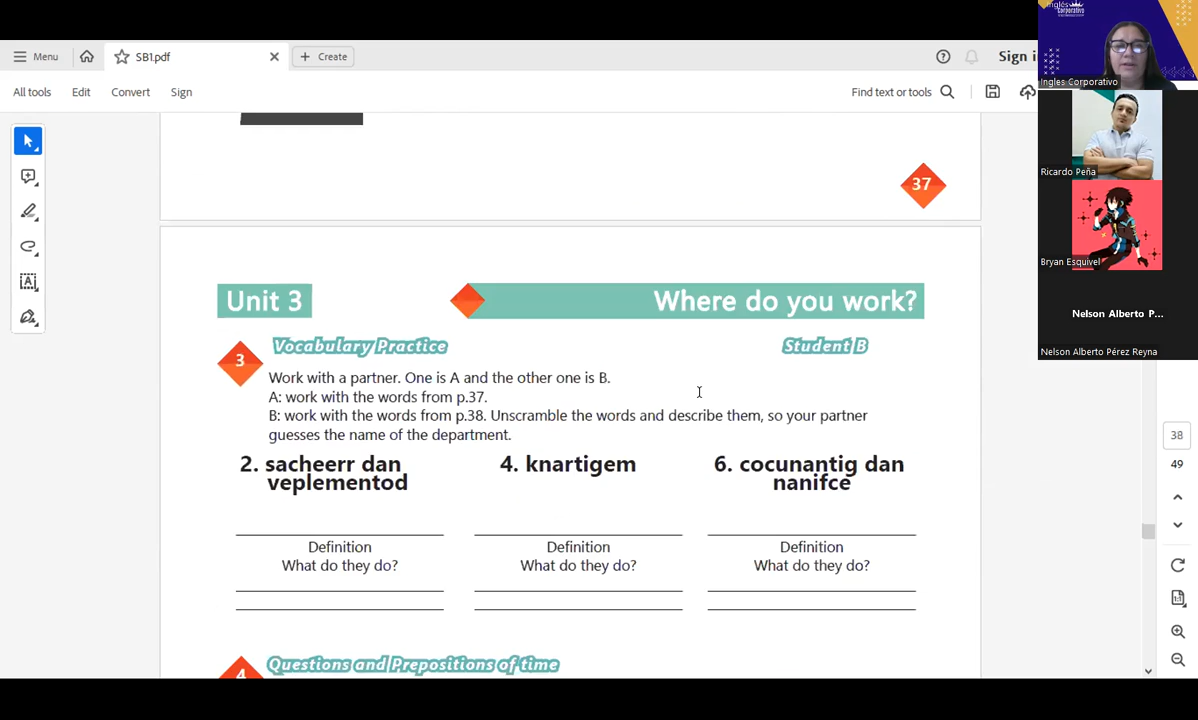 Menu
SB1.pdf
Create
Sign i
All tools
Edit
Convert
Sign
Find text or tools
37
Unit 3
Where do you work?
3
Vocabulary Practice
Student B
Work with a partner. One is A and the other one is B.
A: work with the words from p.37.
B: work with the words from p.38. Unscramble the words and describe them, so your partner
guesses the name of the department.
2. sacheerr dan
veplementod
4. knartigem
6. cocunantig dan
nanifce
Definition
What do they do?
Definition
What do they do?
Definition
What do they do?
4
Questions and Prepositions of time
38
49
Inglés
Corporativo
Ingles Corporativo
Ricardo Peña
Bryan Esquivel
Nelson Alberto P...
Nelson Alberto Pérez Reyna